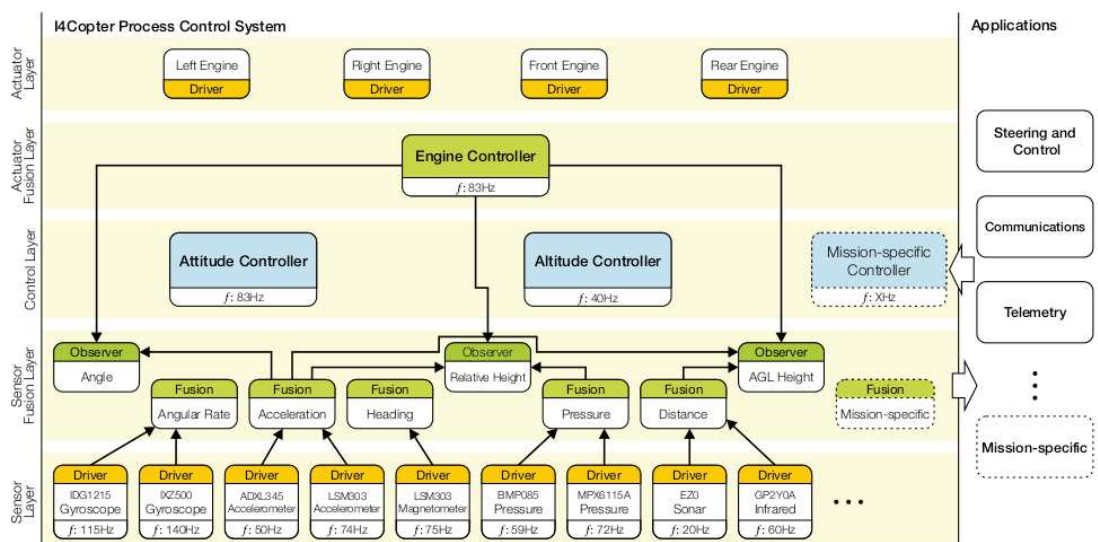 I4Copter Process Control System
Applications
Actuator
Layer
Left Engine
Driver
Right Engine
Driver
Front Engine
Driver
Rear Engine
Driver
Actuator
Fusion Layer
Engine Controller
f: 83Hz
Control Layer
Attitude Controller
f: 83Hz
Altitude Controller
f: 40Hz
Mission-specific
Controller
f: XHz
Sensor
Fusion Layer
Observer
Angle
Observer
Relative Height
Observer
AGL Height
Fusion
Angular Rate
Fusion
Acceleration
Fusion
Heading
Fusion
Pressure
Fusion
Distance
Fusion
Mission-specific
Sensor
Layer
Driver
IDG1215
Gyroscope
f: 115Hz
Driver
IXZ500
Gyroscope
f: 140Hz
Driver
ADXL345
Accelerometer
f: 50Hz
Driver
LSM303
Accelerometer
f: 74Hz
Driver
LSM303
Magnetometer
f: 75Hz
Driver
BMP085
Pressure
f: 59Hz
Driver
MPX6115A
Pressure
f: 72Hz
Driver
EZ0
Sonar
f: 20Hz
Driver
GP2Y0A
Infrared
f: 60Hz
Steering and
Control
Communications
Telemetry
Mission-specific